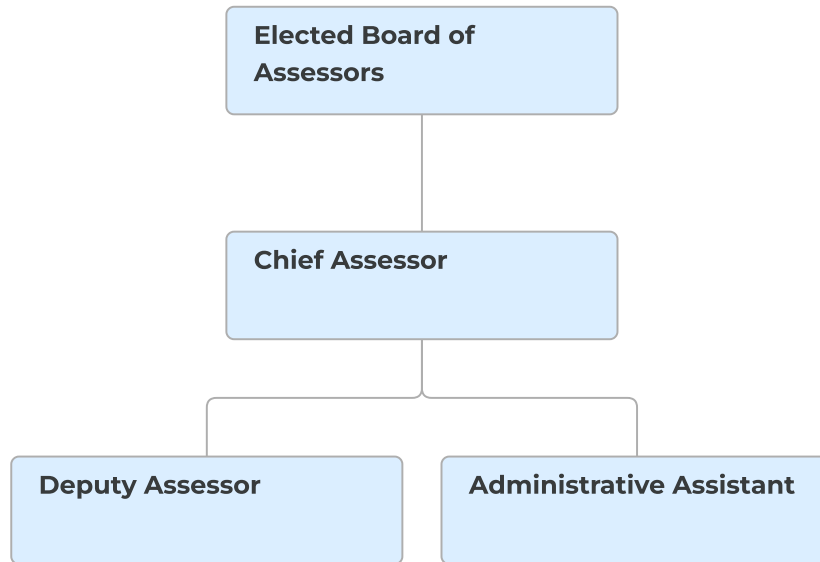 Elected Board of
Assessors
Chief Assessor
Deputy Assessor
Administrative Assistant